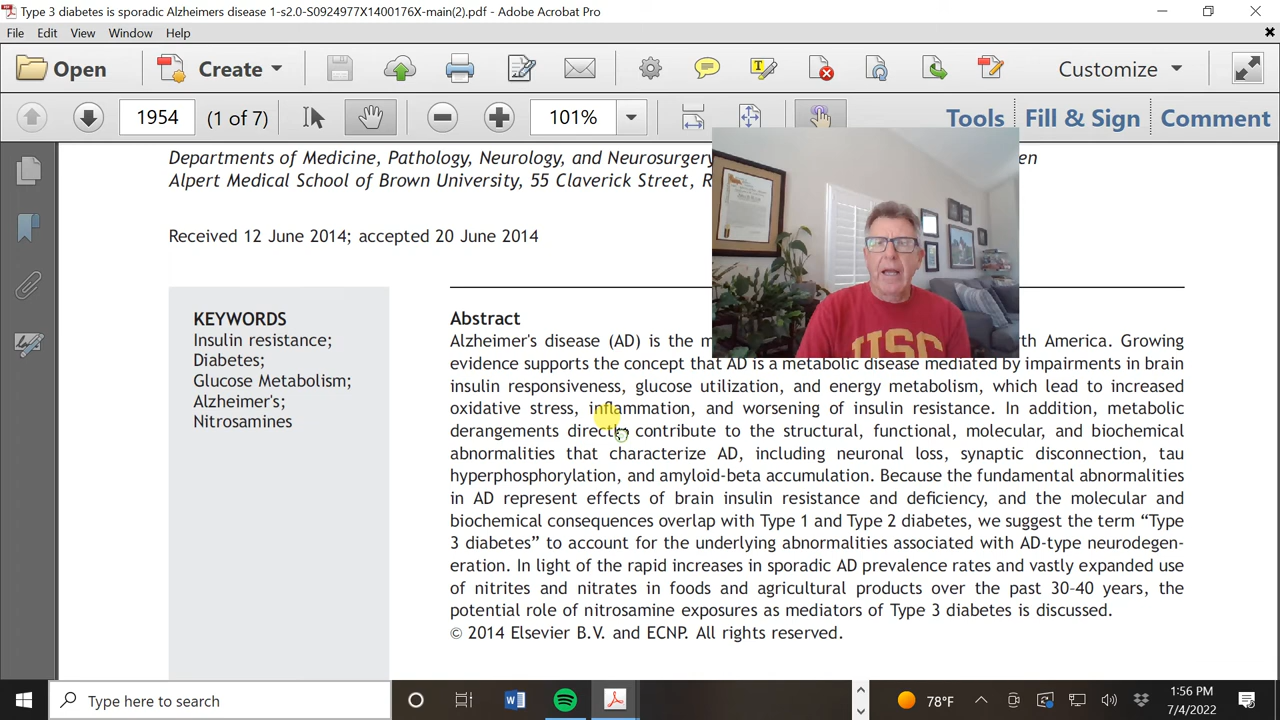 Type 3 diabetes is sporadic Alzheimers disease 1-s2.0-S0924977X1400176X-main(2).pdf - Adobe Acrobat Pro
File Edit View Window Help
Open Create Customize
1954 (1 of 7) 101% Tools Fill & Sign Comment
Departments of Medicine, Pathology, Neurology, and Neurosurgery
Alpert Medical School of Brown University, 55 Claverick Street,
Received 12 June 2014; accepted 20 June 2014
KEYWORDS
Insulin resistance;
Diabetes;
Glucose Metabolism;
Alzheimer's;
Nitrosamines
Abstract
Alzheimer's disease (AD) is the America. Growing
evidence supports the concept that AD is a metabolic disease mediated by impairments in brain
insulin responsiveness, glucose utilization, and energy metabolism, which lead to increased
oxidative stress, inflammation, and worsening of insulin resistance. In addition, metabolic
derangements directly contribute to the structural, functional, molecular, and biochemical
abnormalities that characterize AD, including neuronal loss, synaptic disconnection, tau
hyperphosphorylation, and amyloid-beta accumulation. Because the fundamental abnormalities
in AD represent effects of brain insulin resistance and deficiency, and the molecular and
biochemical consequences overlap with Type 1 and Type 2 diabetes, we suggest the term “Type
3 diabetes” to account for the underlying abnormalities associated with AD-type neurodegen-
eration. In light of the rapid increases in sporadic AD prevalence rates and vastly expanded use
of nitrites and nitrates in foods and agricultural products over the past 30-40 years, the
potential role of nitrosamine exposures as mediators of Type 3 diabetes is discussed.
© 2014 Elsevier B.V. and ECNP. All rights reserved.
USC
Type here to search 78°F 1:56 PM
7/4/2022